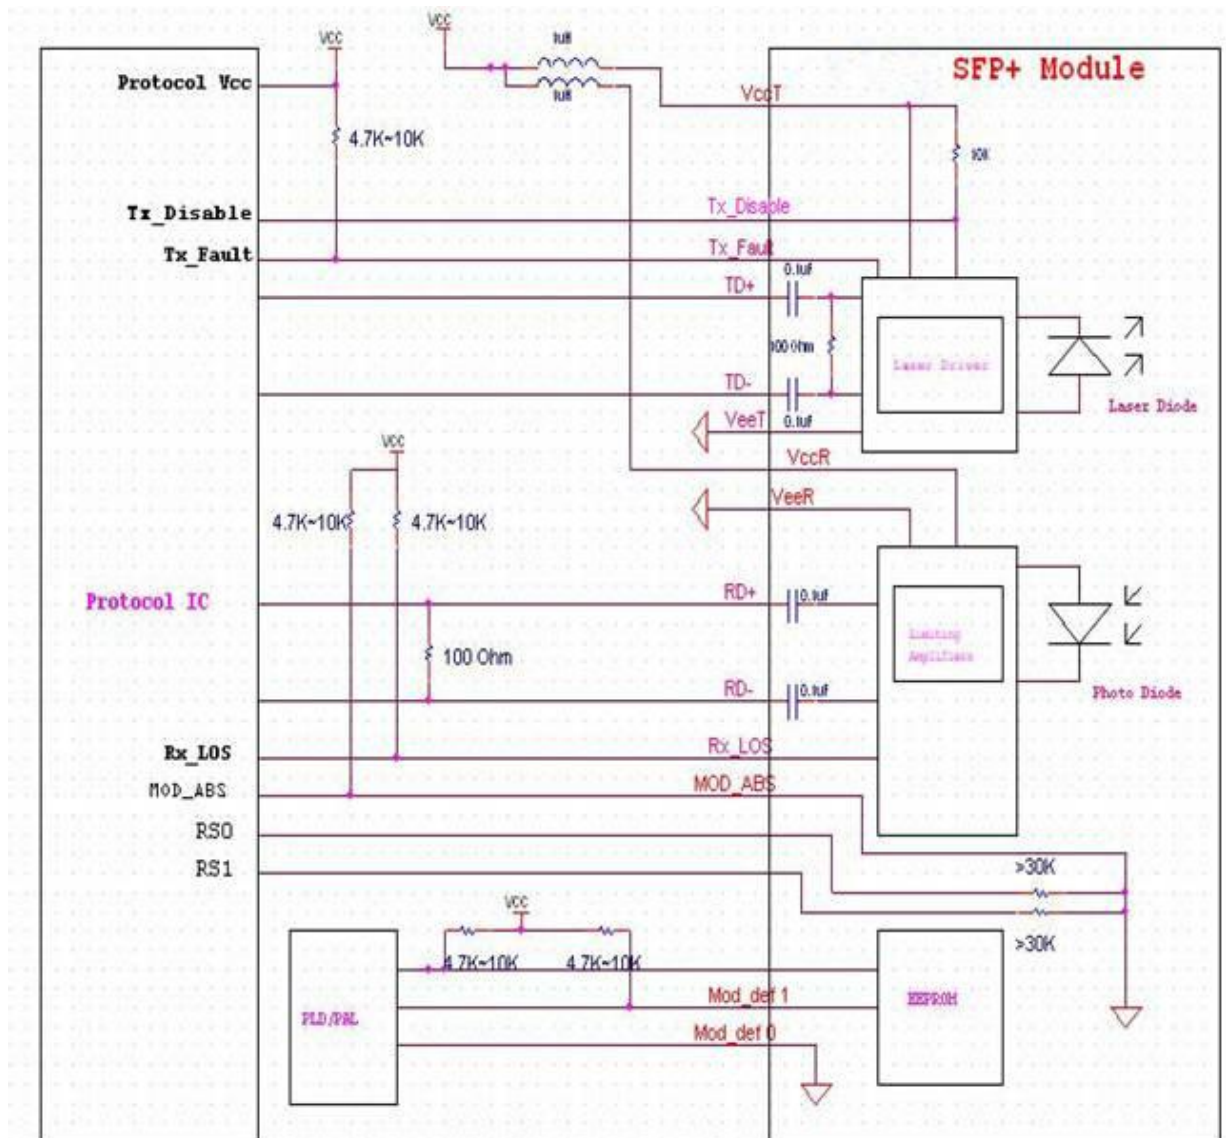 Vcc
Vcc
1uH
SFP+ Module
Protocol Vcc
1uH
VccT
4.7K~10K
10K
Tx_Disable
Tx_Disable
Tx_Fault
Tx_Fault
0.1uf
TD+
100 Ohm
Laser Driver
TD-
Laser Diode
VeeT
0.1uf
Vcc
VccR
VeeR
4.7K~10K
4.7K~10K
Protocol IC
RD+
0.1uf
Limiting
Amplifiers
100 Ohm
RD-
0.1uf
Photo Diode
Rx_LOS
Rx_LOS
MOD_ABS
MOD_ABS
RS0
RS1
>30K
Vcc
>30K
4.7K~10K
4.7K~10K
Mod_def 1
EEPROM
PLD/PAL
Mod_def 0